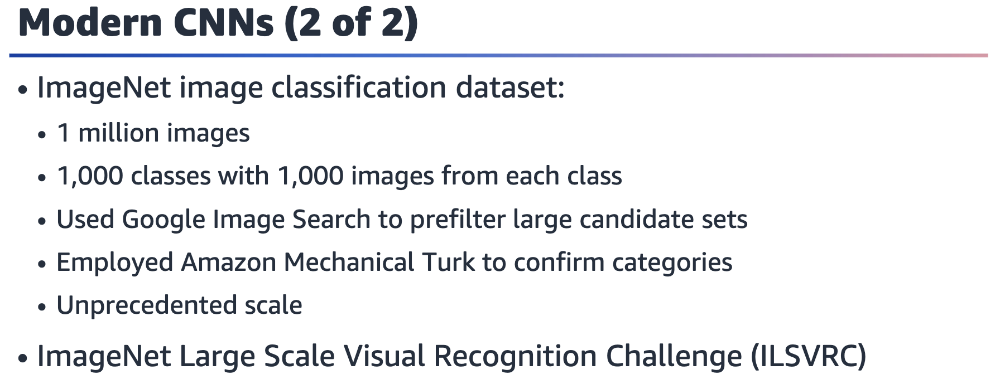 Modern CNNs (2 of 2)
• ImageNet image classification dataset:
• 1 million images
• 1,000 classes with 1,000 images from each class
• Used Google Image Search to prefilter large candidate sets
• Employed Amazon Mechanical Turk to confirm categories
• Unprecedented scale
• ImageNet Large Scale Visual Recognition Challenge (ILSVRC)